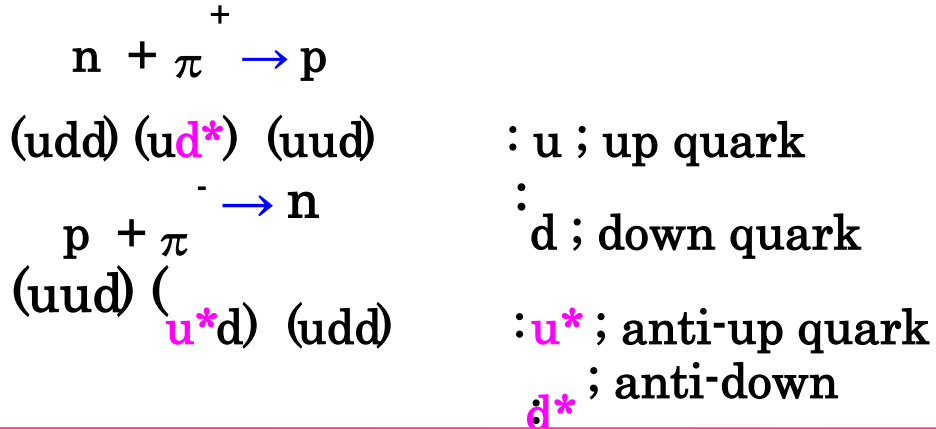 n + π⁺ → p
(udd) (ud*) (uud) : u ; up quark
p + π⁻ → n
: d ; down quark
(uud) (u*d) (udd) : u* ; anti-up quark
: d* ; anti-down